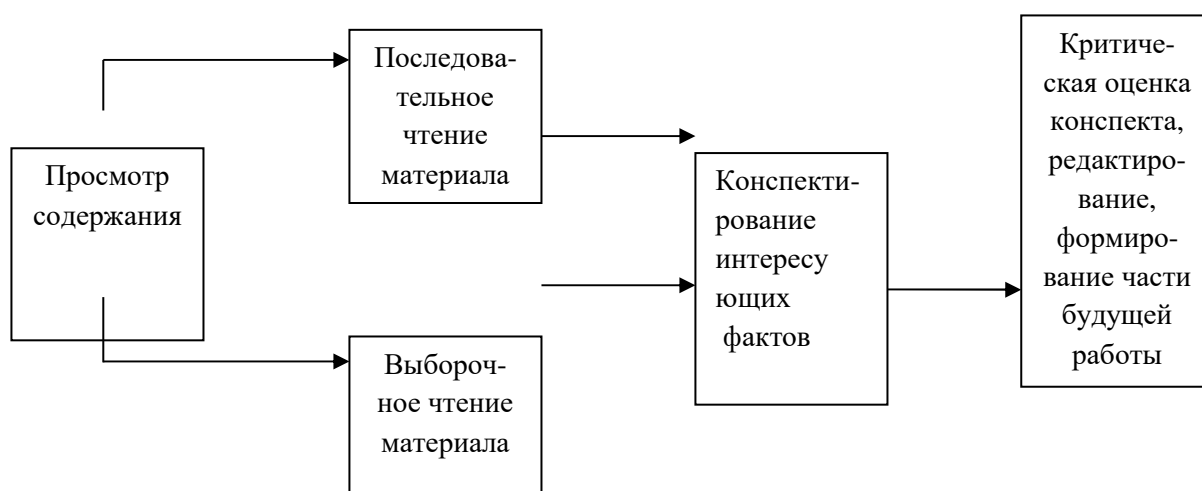 Просмотр
содержания
Последова-
тельное
чтение
материала
Выбороч-
ное чтение
материала
Конспекти-
рование
интересу
ющих
фактов
Критиче-
ская оценка
конспекта,
редактиро-
вание,
формиро-
вание части
будущей
работы